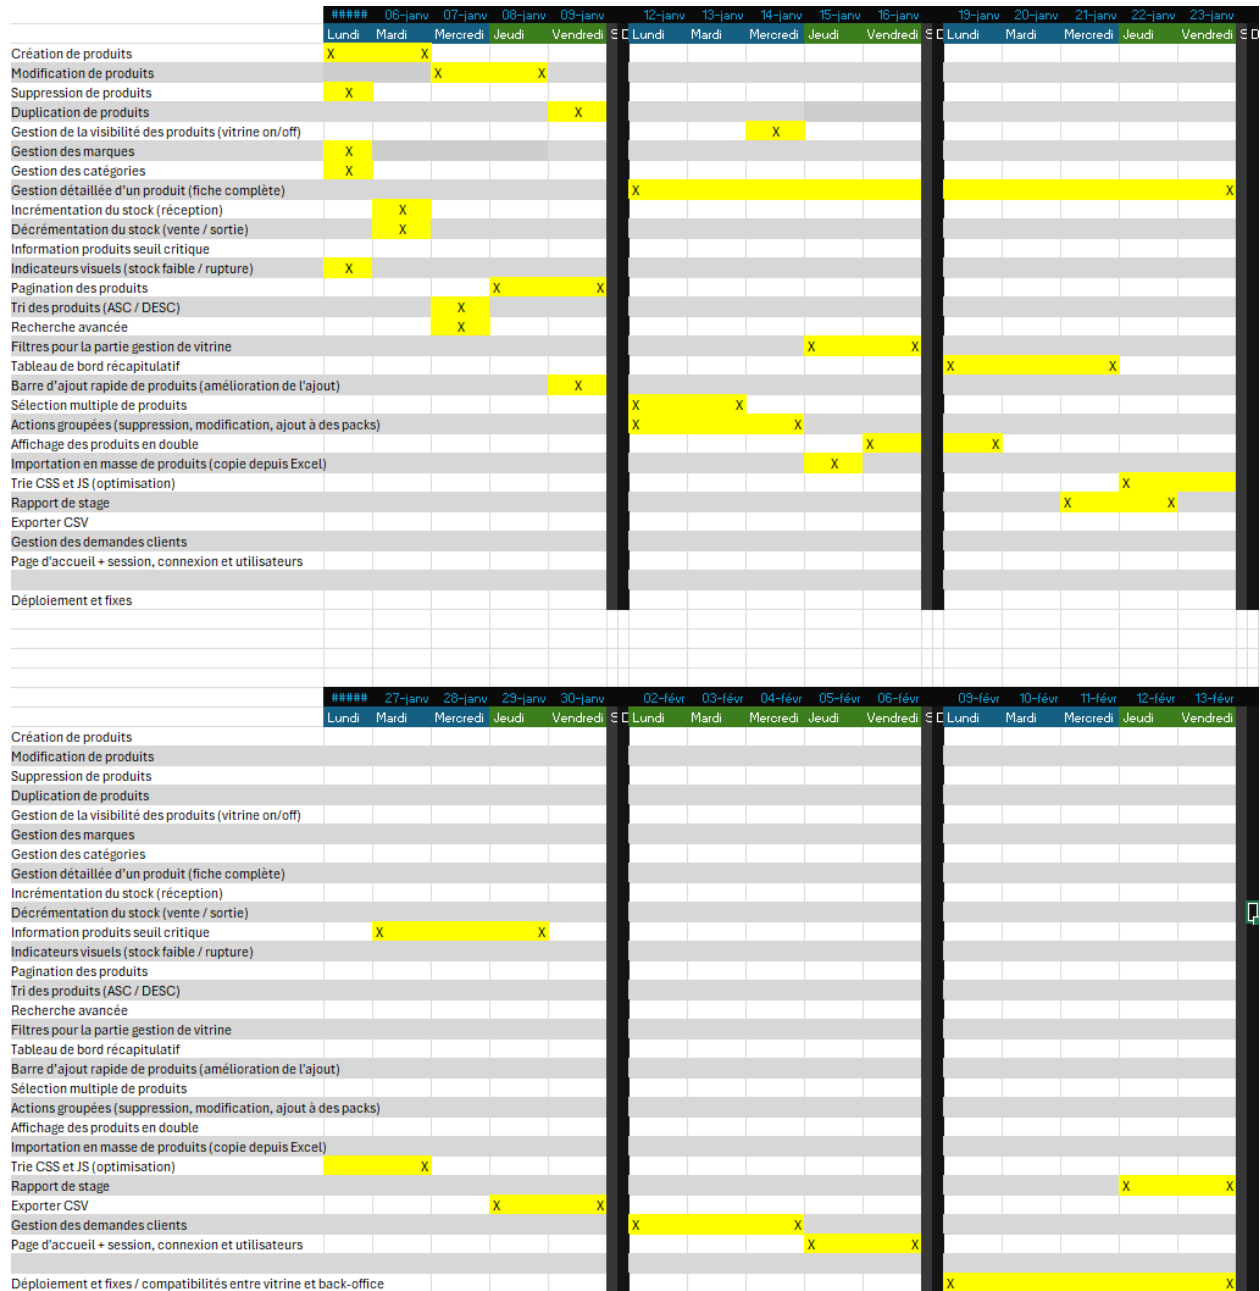 ##### 06-janv 07-janv 08-janv 09-janv 12-janv 13-janv 14-janv 15-janv 16-janv 19-janv 20-janv 21-janv 22-janv 23-janv
Lundi Mardi Mercredi Jeudi Vendredi S D Lundi Mardi Mercredi Jeudi Vendredi S D Lundi Mardi Mercredi Jeudi Vendredi S D
Création de produits X X
Modification de produits X X
Suppression de produits X
Duplication de produits X
Gestion de la visibilité des produits (vitrine on/off) X
Gestion des marques X
Gestion des catégories X
Gestion détaillée d'un produit (fiche complète) X X
Incrémentation du stock (réception) X
Décrémentation du stock (vente / sortie) X
Information produits seuil critique
Indicateurs visuels (stock faible / rupture) X
Pagination des produits X X
Tri des produits (ASC / DESC) X
Recherche avancée X
Filtres pour la partie gestion de vitrine X X
Tableau de bord récapitulatif X X
Barre d'ajout rapide de produits (amélioration de l'ajout) X
Sélection multiple de produits X X
Actions groupées (suppression, modification, ajout à des packs) X X
Affichage des produits en double X X
Importation en masse de produits (copie depuis Excel) X
Trie CSS et JS (optimisation) X
Rapport de stage X X
Exporter CSV
Gestion des demandes clients
Page d'accueil + session, connexion et utilisateurs
Déploiement et fixes
##### 27-janv 28-janv 29-janv 30-janv 02-févr 03-févr 04-févr 05-févr 06-févr 09-févr 10-févr 11-févr 12-févr 13-févr
Lundi Mardi Mercredi Jeudi Vendredi S D Lundi Mardi Mercredi Jeudi Vendredi S D Lundi Mardi Mercredi Jeudi Vendredi
Création de produits
Modification de produits
Suppression de produits
Duplication de produits
Gestion de la visibilité des produits (vitrine on/off)
Gestion des marques
Gestion des catégories
Gestion détaillée d'un produit (fiche complète)
Incrémentation du stock (réception)
Décrémentation du stock (vente / sortie)
Information produits seuil critique X X
Indicateurs visuels (stock faible / rupture)
Pagination des produits
Tri des produits (ASC / DESC)
Recherche avancée
Filtres pour la partie gestion de vitrine
Tableau de bord récapitulatif
Barre d'ajout rapide de produits (amélioration de l'ajout)
Sélection multiple de produits
Actions groupées (suppression, modification, ajout à des packs)
Affichage des produits en double
Importation en masse de produits (copie depuis Excel)
Trie CSS et JS (optimisation) X
Rapport de stage X X
Exporter CSV X X
Gestion des demandes clients X X
Page d'accueil + session, connexion et utilisateurs X X
Déploiement et fixes / compatibilités entre vitrine et back-office X X